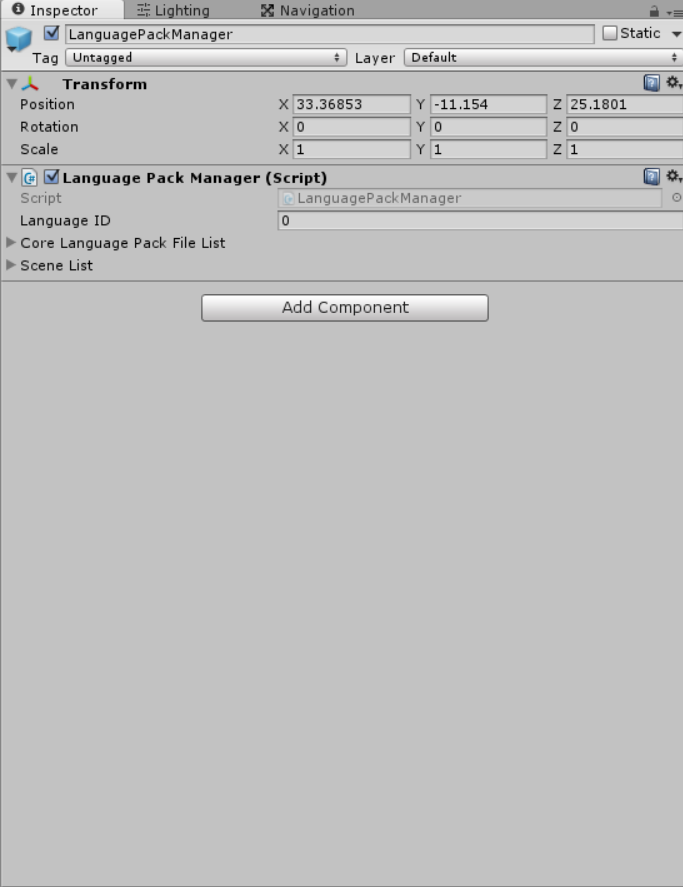 Inspector Lighting Navigation
LanguagePackManager Static
Tag Untagged Layer Default
Transform
Position X 33.36853 Y -11.154 Z 25.1801
Rotation X 0 Y 0 Z 0
Scale X 1 Y 1 Z 1
Language Pack Manager (Script)
Script LanguagePackManager
Language ID 0
Core Language Pack File List
Scene List
Add Component